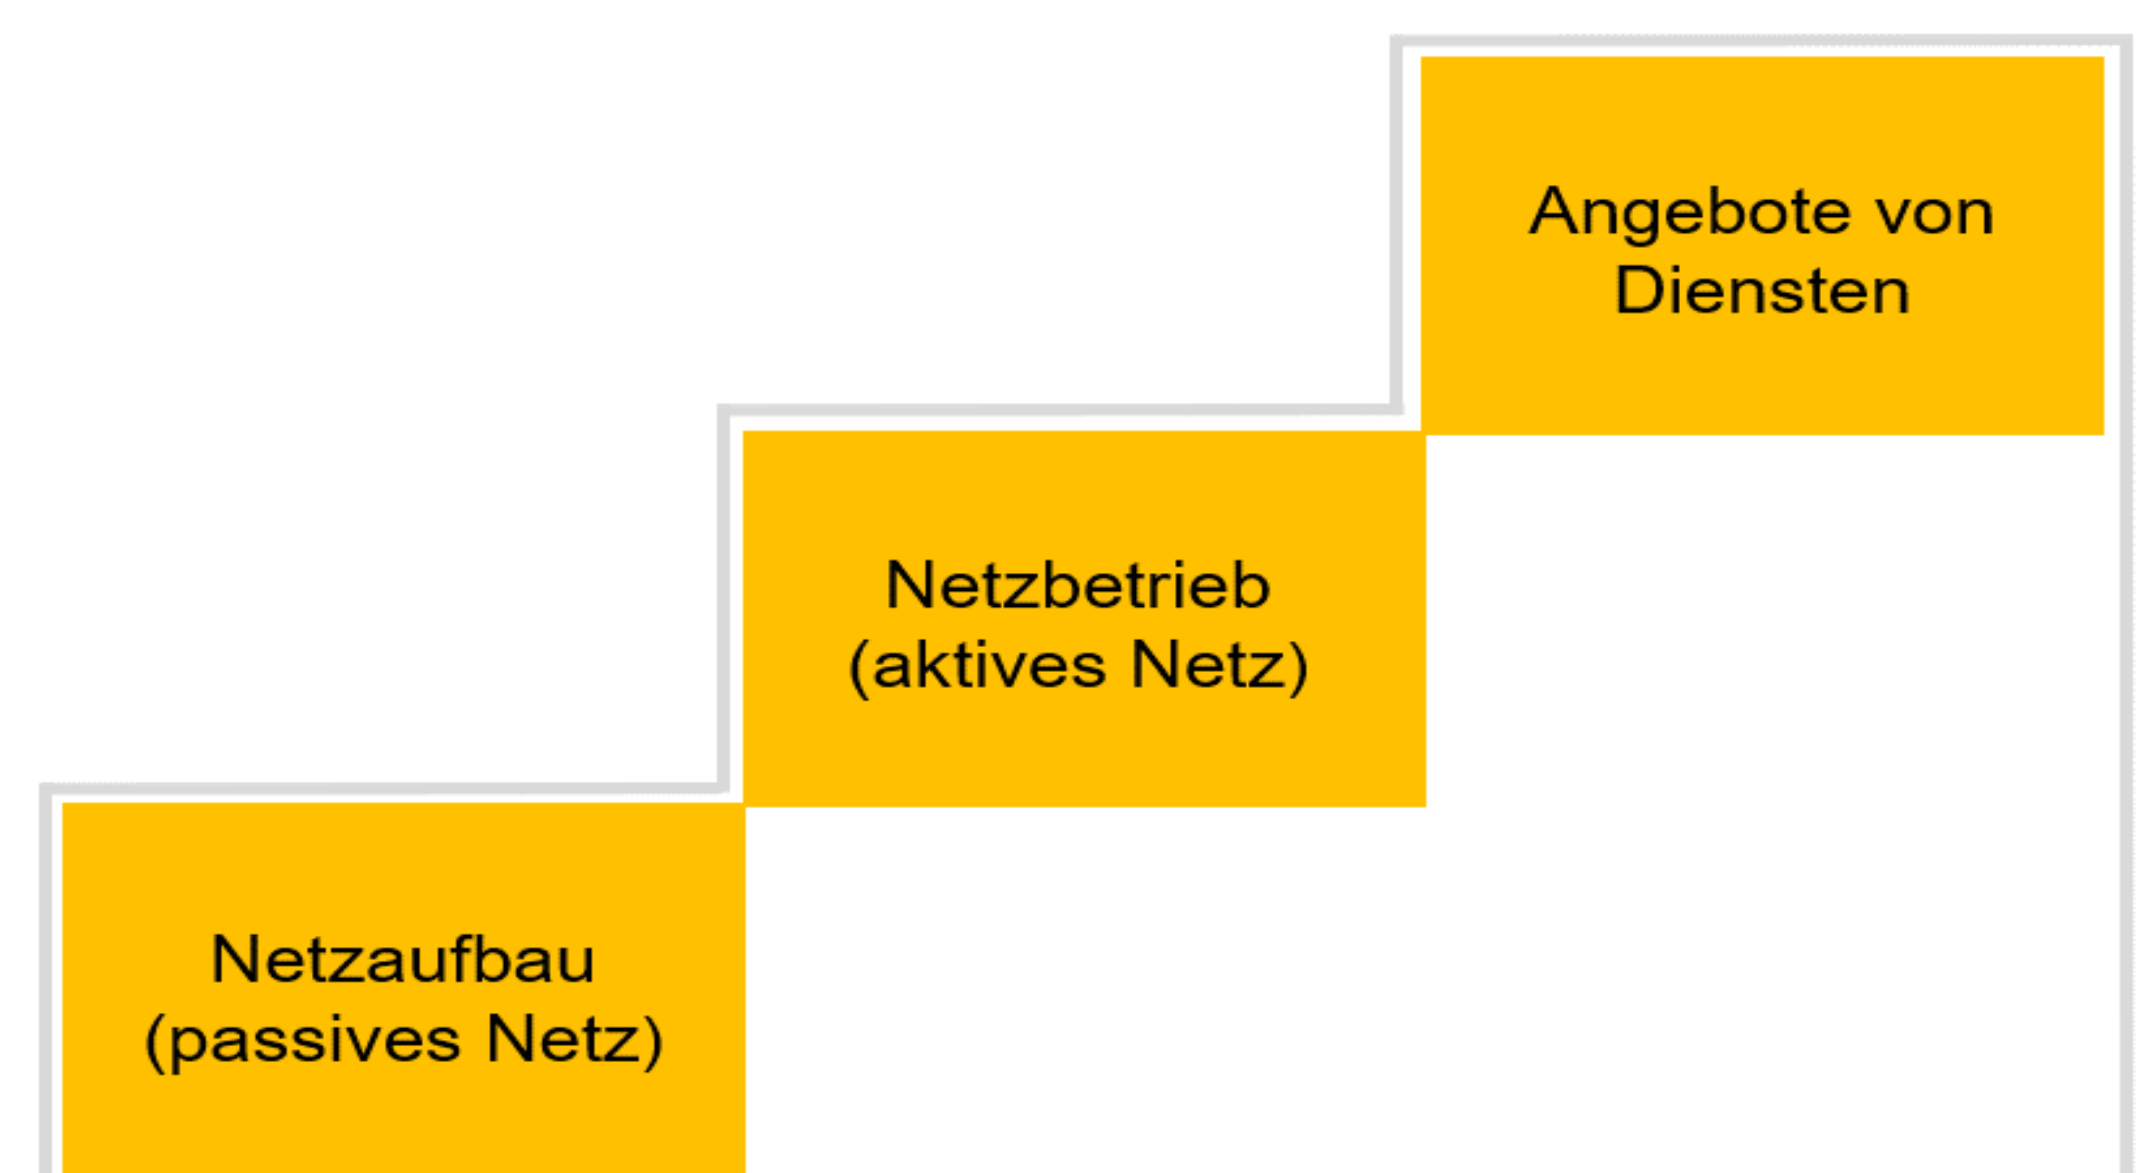 Angebote von
Diensten
Netzbetrieb
(aktives Netz)
Netzaufbau
(passives Netz)